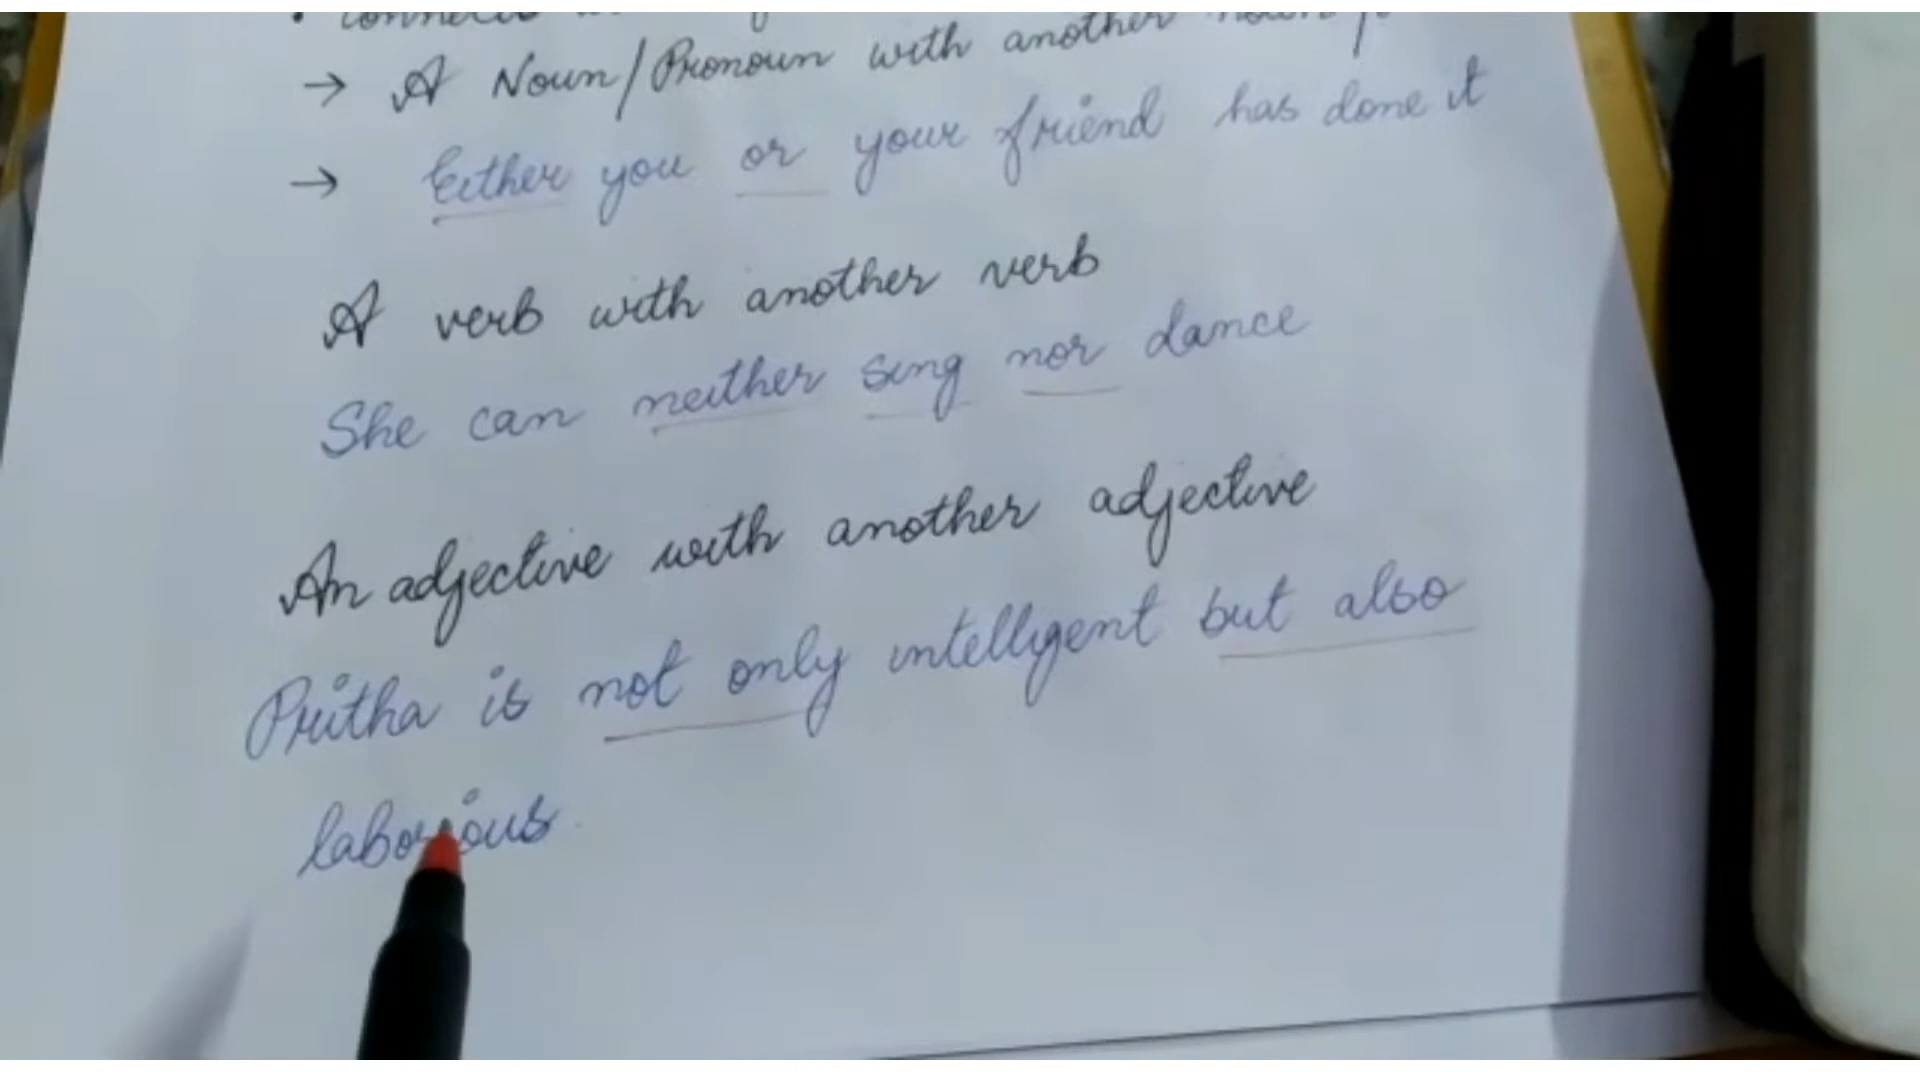 → A Noun/Pronoun with another
→ Either you or your friend has done it
A verb with another verb
She can neither sing nor dance
An adjective with another adjective
Pritha is not only intelligent but also
laborious